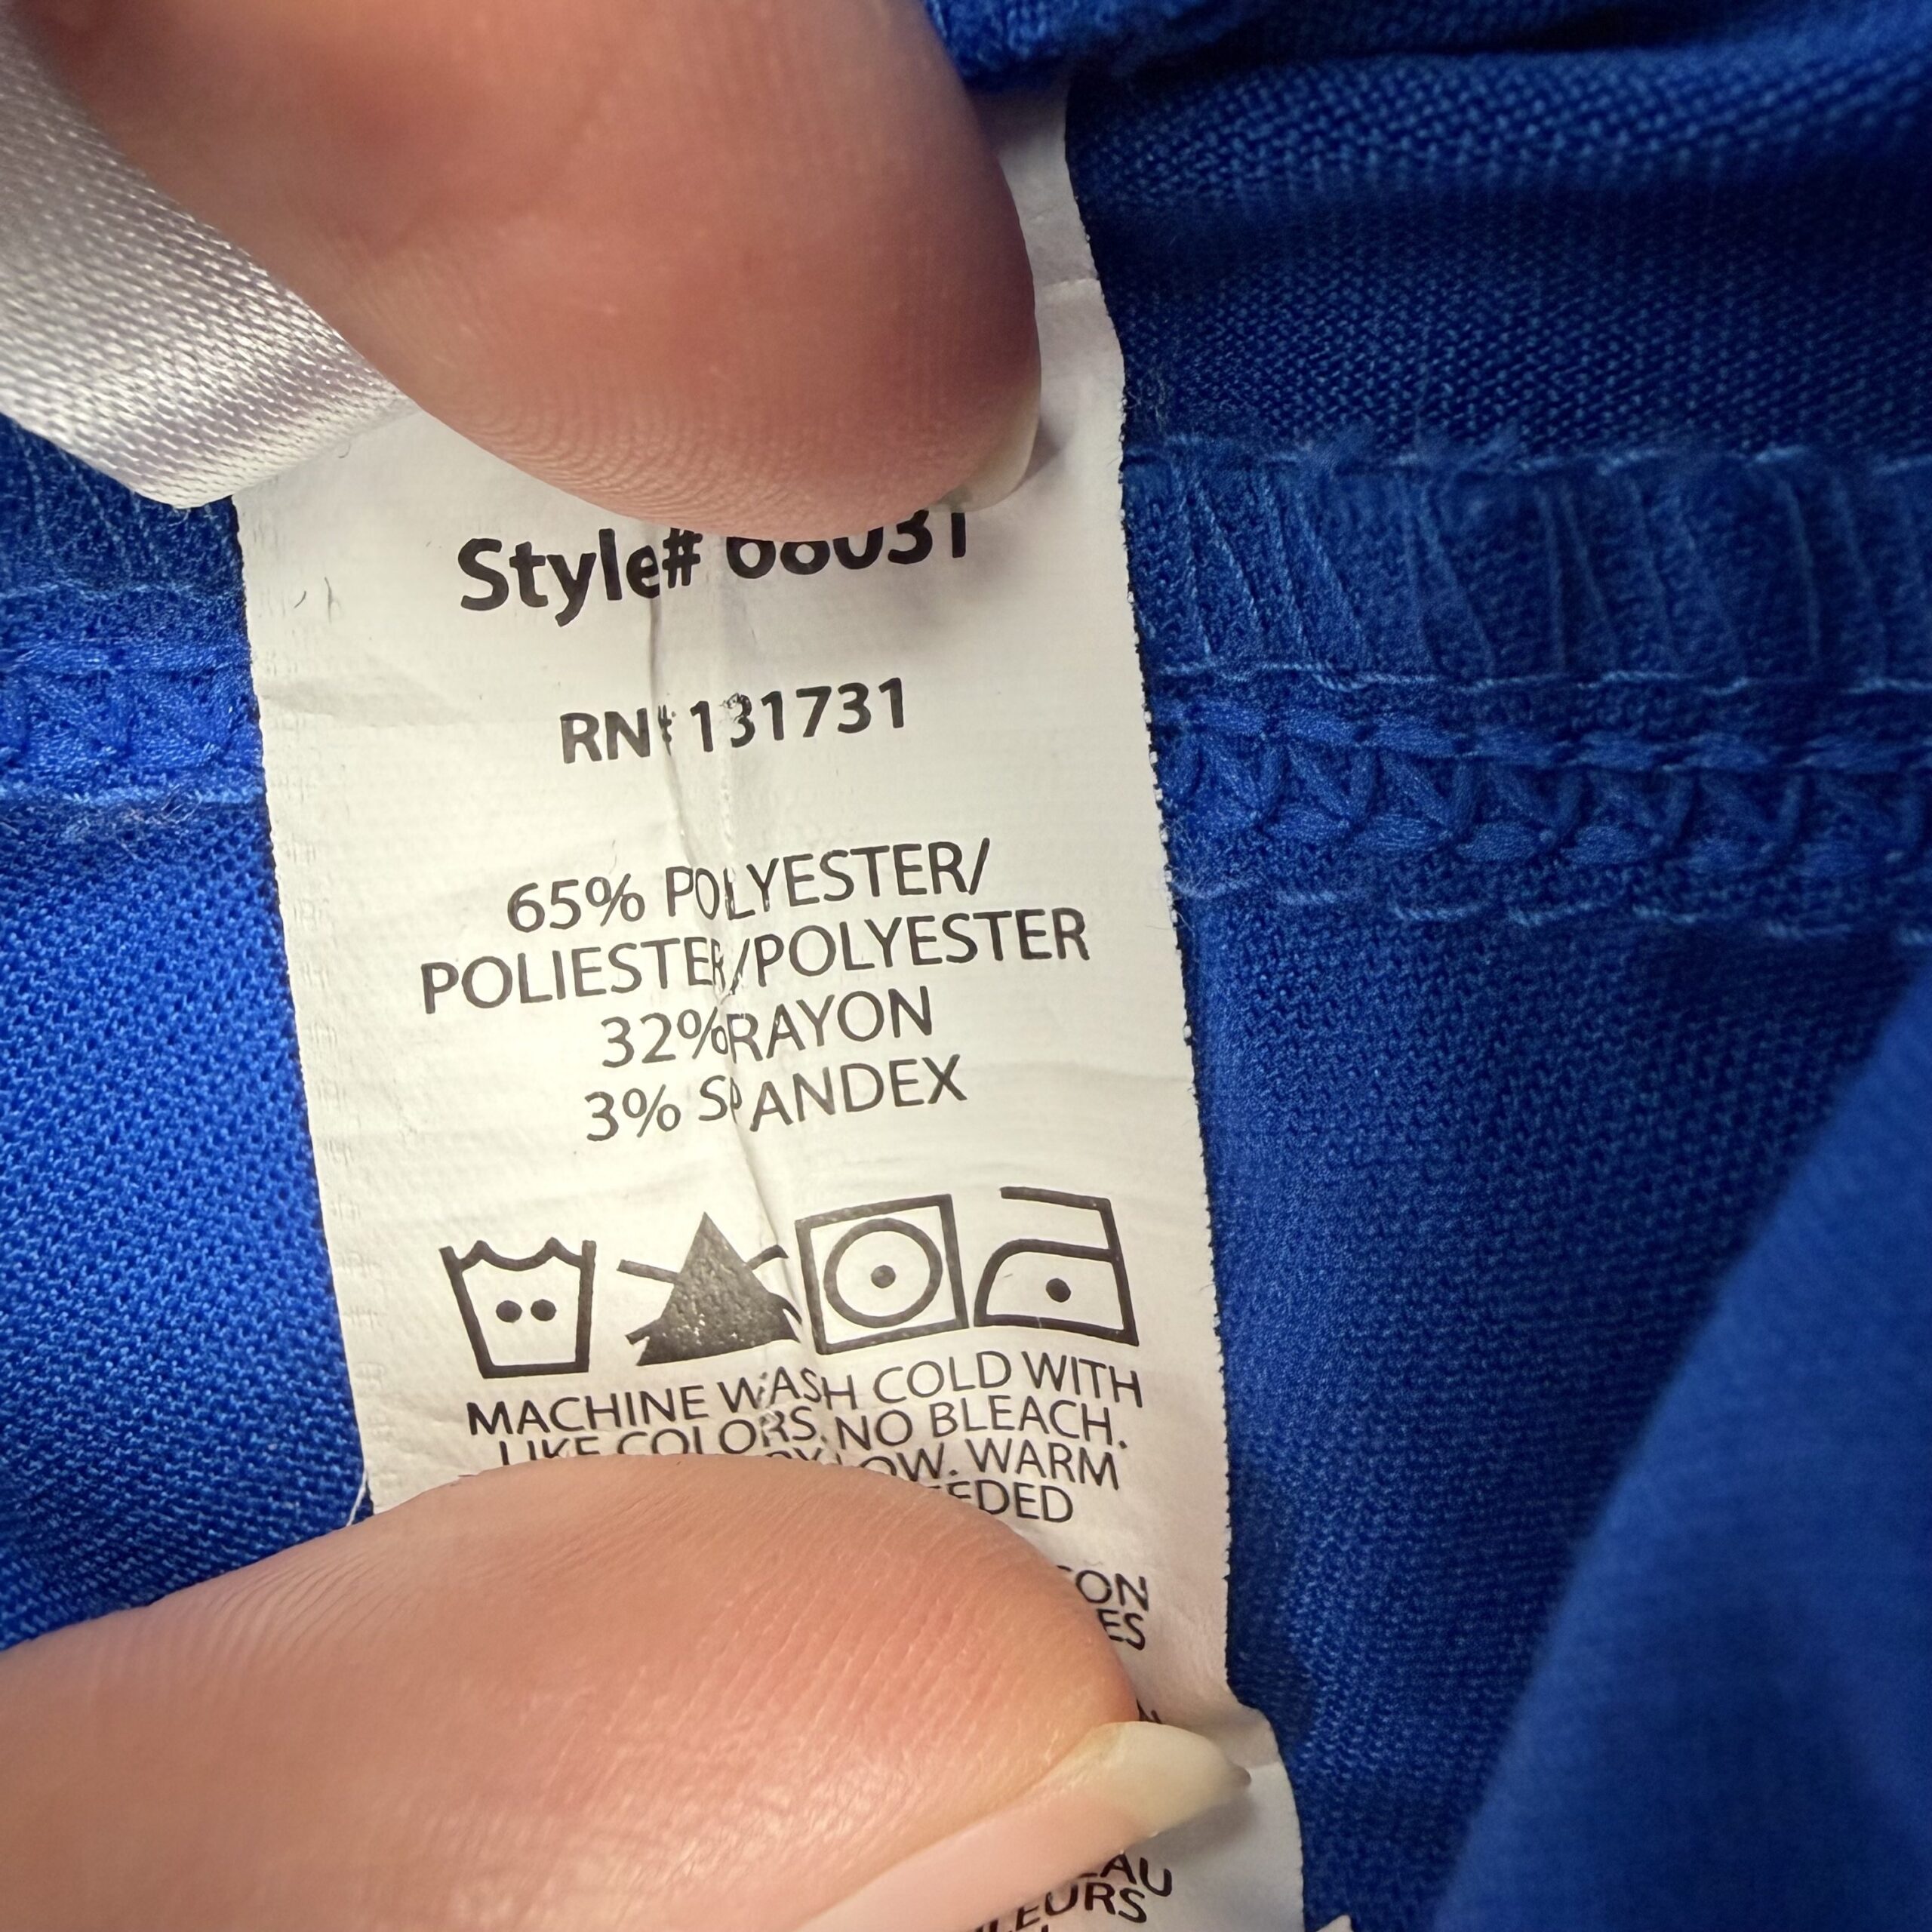 Style# 68031
RN# 131731
65% POLYESTER/
POLIESTER/POLYESTER
32%RAYON
3% SPANDEX
MACHINE WASH COLD WITH
LIKE COLORS. NO BLEACH.
LOW. WARM